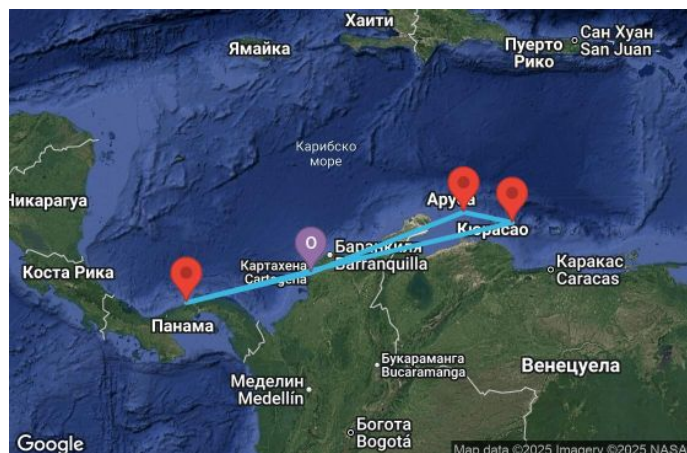 Хаити
Сан Хуан
San Juan
Ямайка
Пуерто
Рико
Карибско
море
Никарагуа
Аруба
Кюрасао
О
Баранкиля
Barranquilla
Картахена
Cartagena
Коста Рика
Каракас
Caracas
Панама
Букараманга
Bucaramanga
Венецуела
Меделин
Medellín
Богота
Bogotá
Google
Map data ©2025 Imagery ©2025 NASA